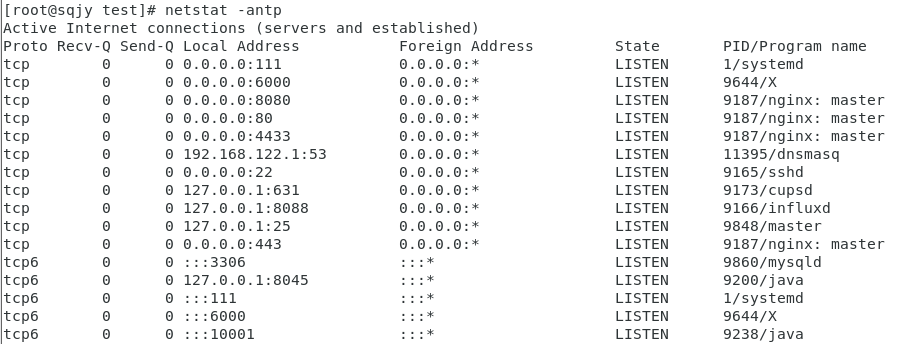 [root@sqjy test]# netstat -antp
Active Internet connections (servers and established)
Proto Recv-Q Send-Q Local Address           Foreign Address         State       PID/Program name
tcp        0      0 0.0.0.0:111             0.0.0.0:*               LISTEN      1/systemd
tcp        0      0 0.0.0.0:6000            0.0.0.0:*               LISTEN      9644/X
tcp        0      0 0.0.0.0:8080            0.0.0.0:*               LISTEN      9187/nginx: master
tcp        0      0 0.0.0.0:80              0.0.0.0:*               LISTEN      9187/nginx: master
tcp        0      0 0.0.0.0:4433            0.0.0.0:*               LISTEN      9187/nginx: master
tcp        0      0 192.168.122.1:53        0.0.0.0:*               LISTEN      11395/dnsmasq
tcp        0      0 0.0.0.0:22              0.0.0.0:*               LISTEN      9165/sshd
tcp        0      0 127.0.0.1:631           0.0.0.0:*               LISTEN      9173/cupsd
tcp        0      0 127.0.0.1:8088          0.0.0.0:*               LISTEN      9166/influxd
tcp        0      0 127.0.0.1:25            0.0.0.0:*               LISTEN      9848/master
tcp        0      0 0.0.0.0:443             0.0.0.0:*               LISTEN      9187/nginx: master
tcp6       0      0 :::3306                 :::*                    LISTEN      9860/mysqld
tcp6       0      0 127.0.0.1:8045          :::*                    LISTEN      9200/java
tcp6       0      0 :::111                  :::*                    LISTEN      1/systemd
tcp6       0      0 :::6000                 :::*                    LISTEN      9644/X
tcp6       0      0 :::10001                :::*                    LISTEN      9238/java